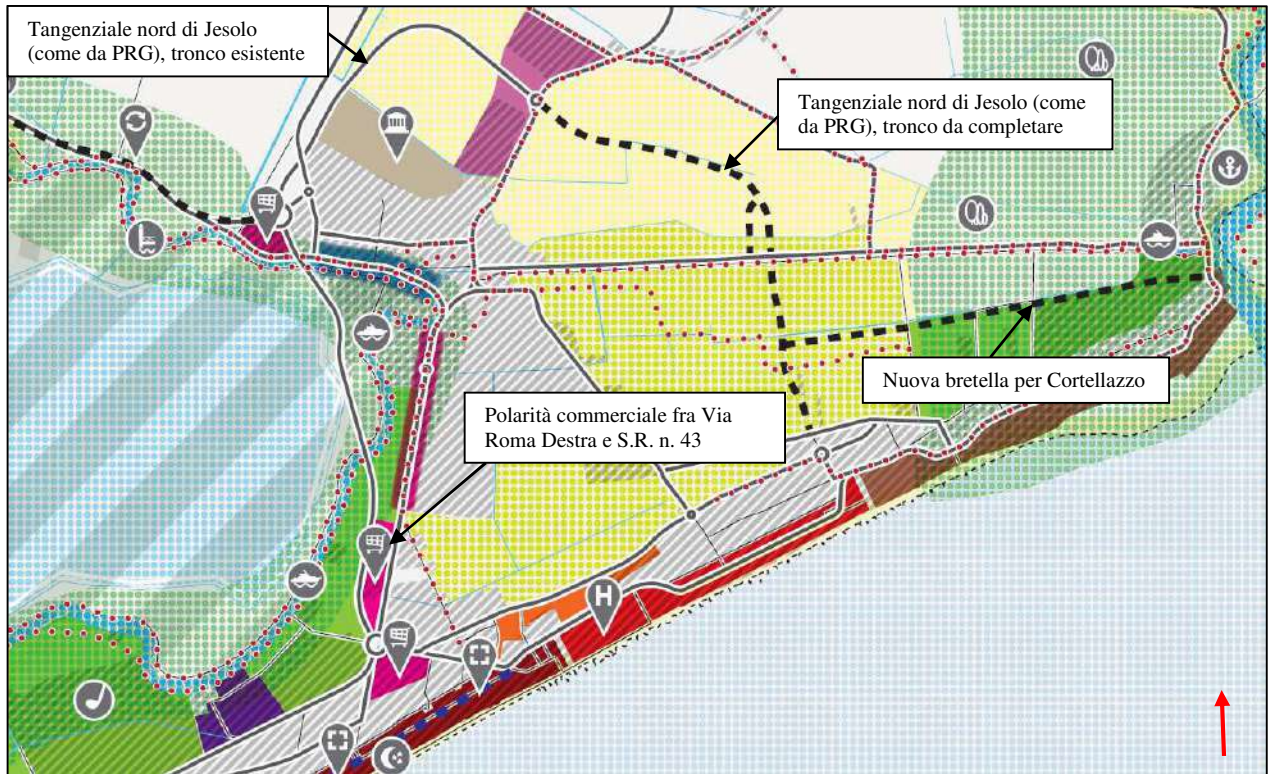 Tangenziale nord di Jesolo
(come da PRG), tronco esistente
Tangenziale nord di Jesolo (come
da PRG), tronco da completare
Nuova bretella per Cortellazzo
Polarità commerciale fra Via
Roma Destra e S.R. n. 43
H